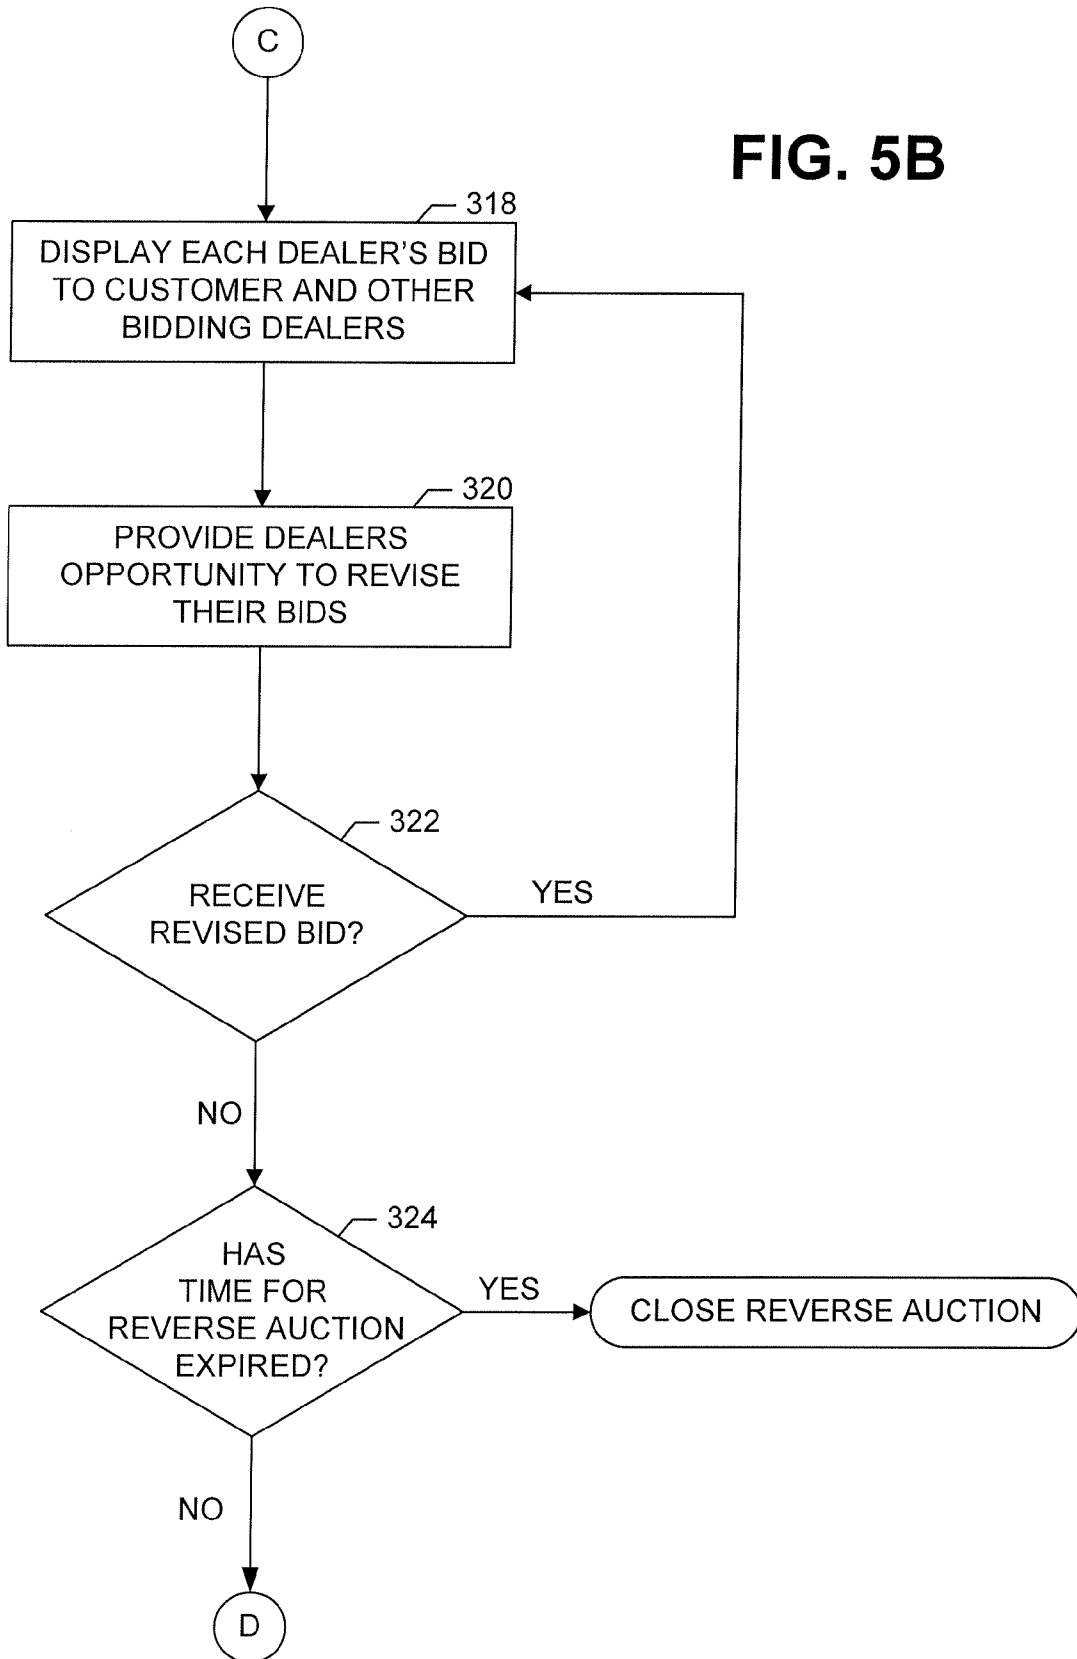 C
FIG. 5B
318
DISPLAY EACH DEALER'S BID
TO CUSTOMER AND OTHER
BIDDING DEALERS
320
PROVIDE DEALERS
OPPORTUNITY TO REVISE
THEIR BIDS
322
RECEIVE
REVISED BID?
YES
NO
324
HAS
TIME FOR
REVERSE AUCTION
EXPIRED?
YES
CLOSE REVERSE AUCTION
NO
D